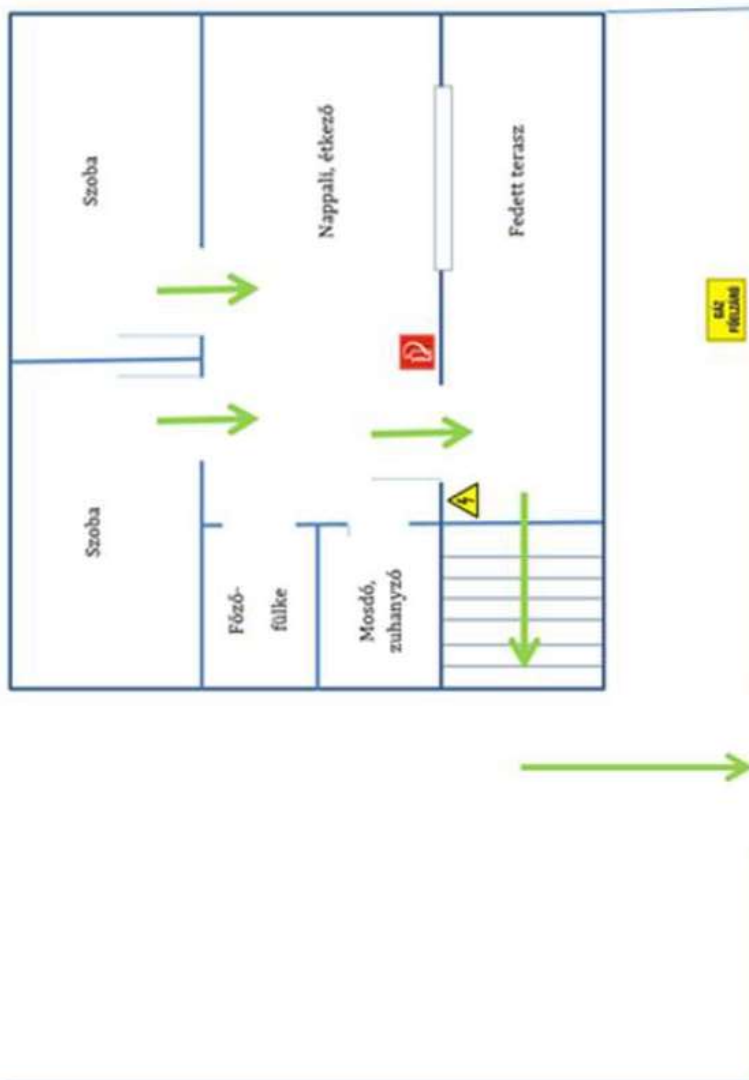 Szoba
Szoba
Nappali, étkező
Főző-
fülke
Mosdó,
zuhanyzó
Fedett terasz
GÁZ
FŐELZÁRÓ